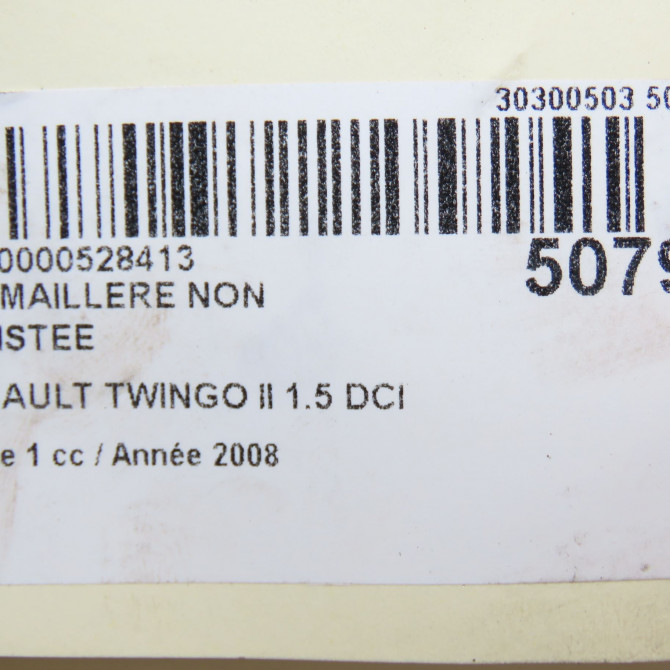 30300503 50
0000528413
5079
MAILLERE NON
ISTEE
AULT TWINGO II 1.5 DCI
e 1 cc / Année 2008